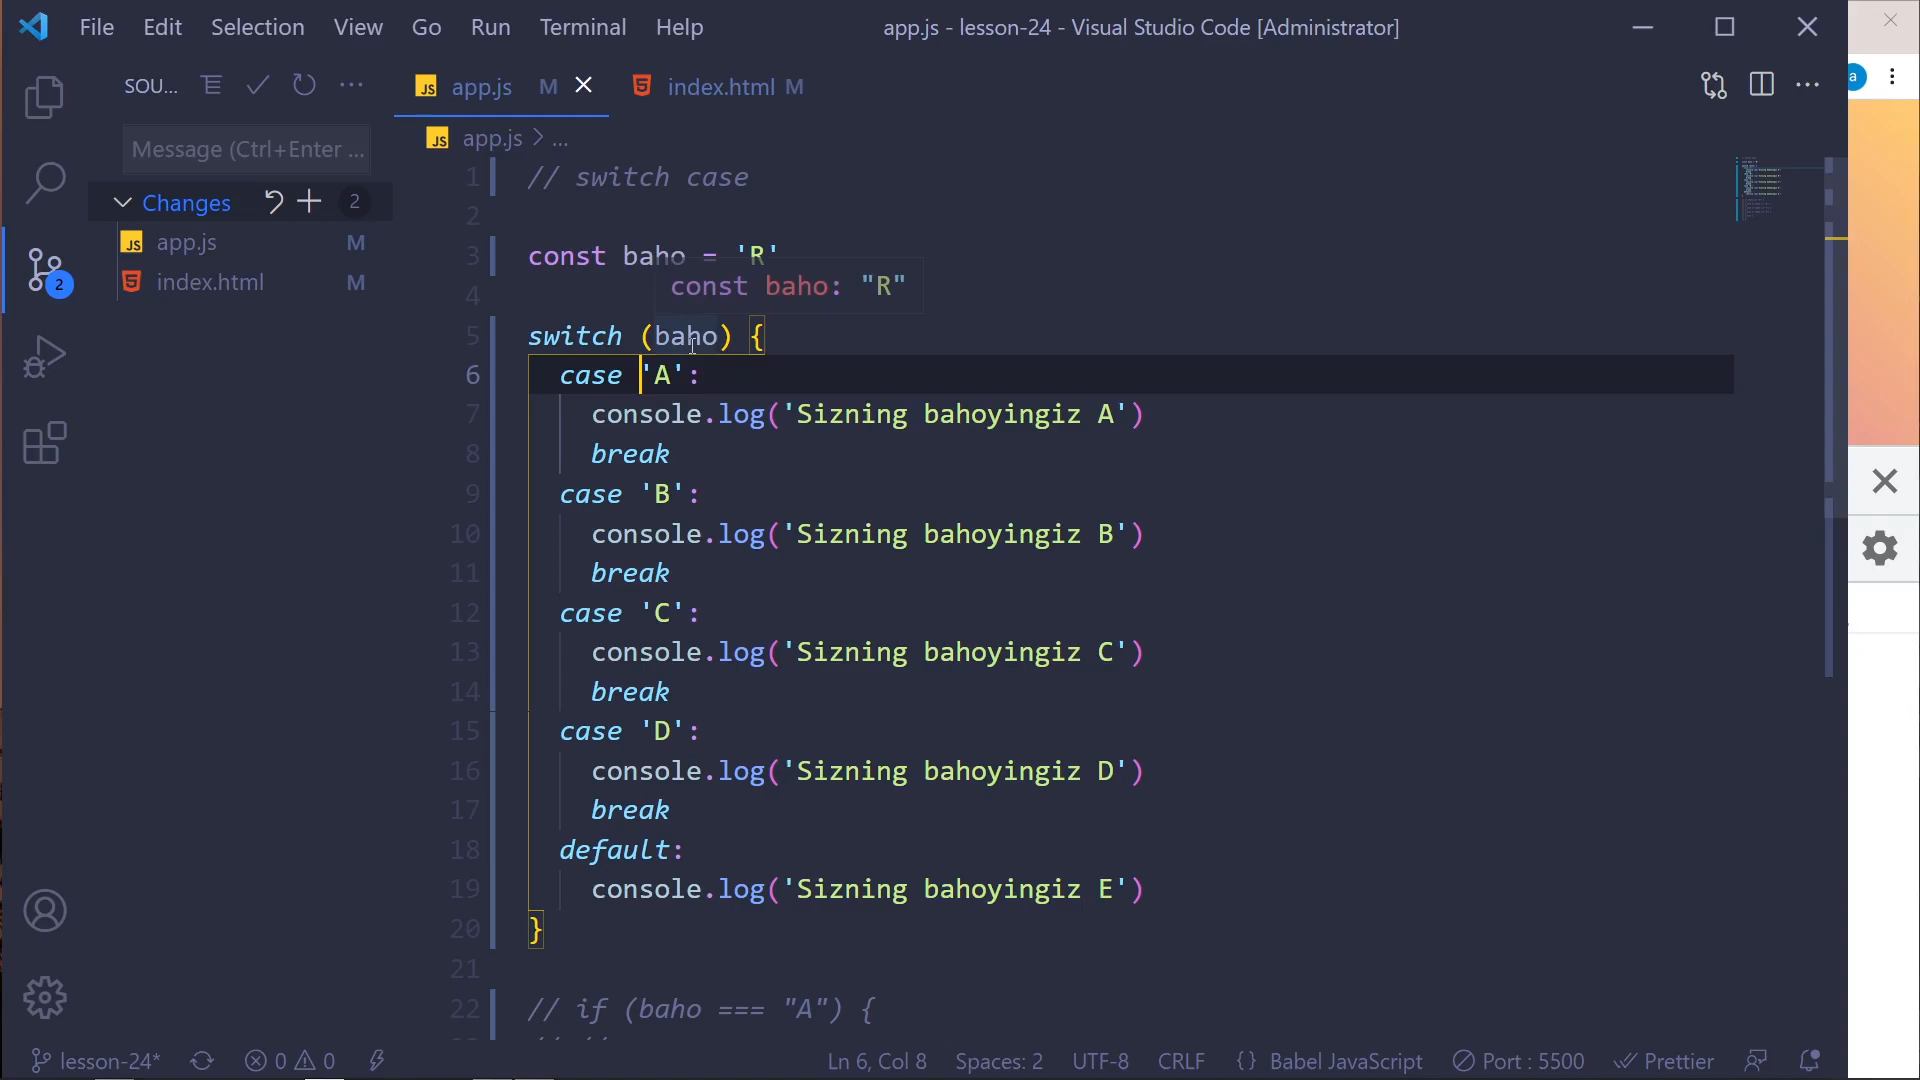 File Edit Selection View Go Run Terminal Help app.js - lesson-24 - Visual Studio Code [Administrator]
SOU... app.js M index.html M
app.js > ...
Message (Ctrl+Enter ...
Changes 2
JS app.js M
index.html M
2
1 // switch case
2
3 const baho = 'R'
4 const baho: "R"
5 switch (baho) {
6 case 'A':
7 console.log('Sizning bahoyingiz A')
8 break
9 case 'B':
10 console.log('Sizning bahoyingiz B')
11 break
12 case 'C':
13 console.log('Sizning bahoyingiz C')
14 break
15 case 'D':
16 console.log('Sizning bahoyingiz D')
17 break
18 default:
19 console.log('Sizning bahoyingiz E')
20 }
21
22 // if (baho === "A") {
lesson-24* 0 0 Ln 6, Col 8 Spaces: 2 UTF-8 CRLF {} Babel JavaScript Port : 5500 Prettier
a